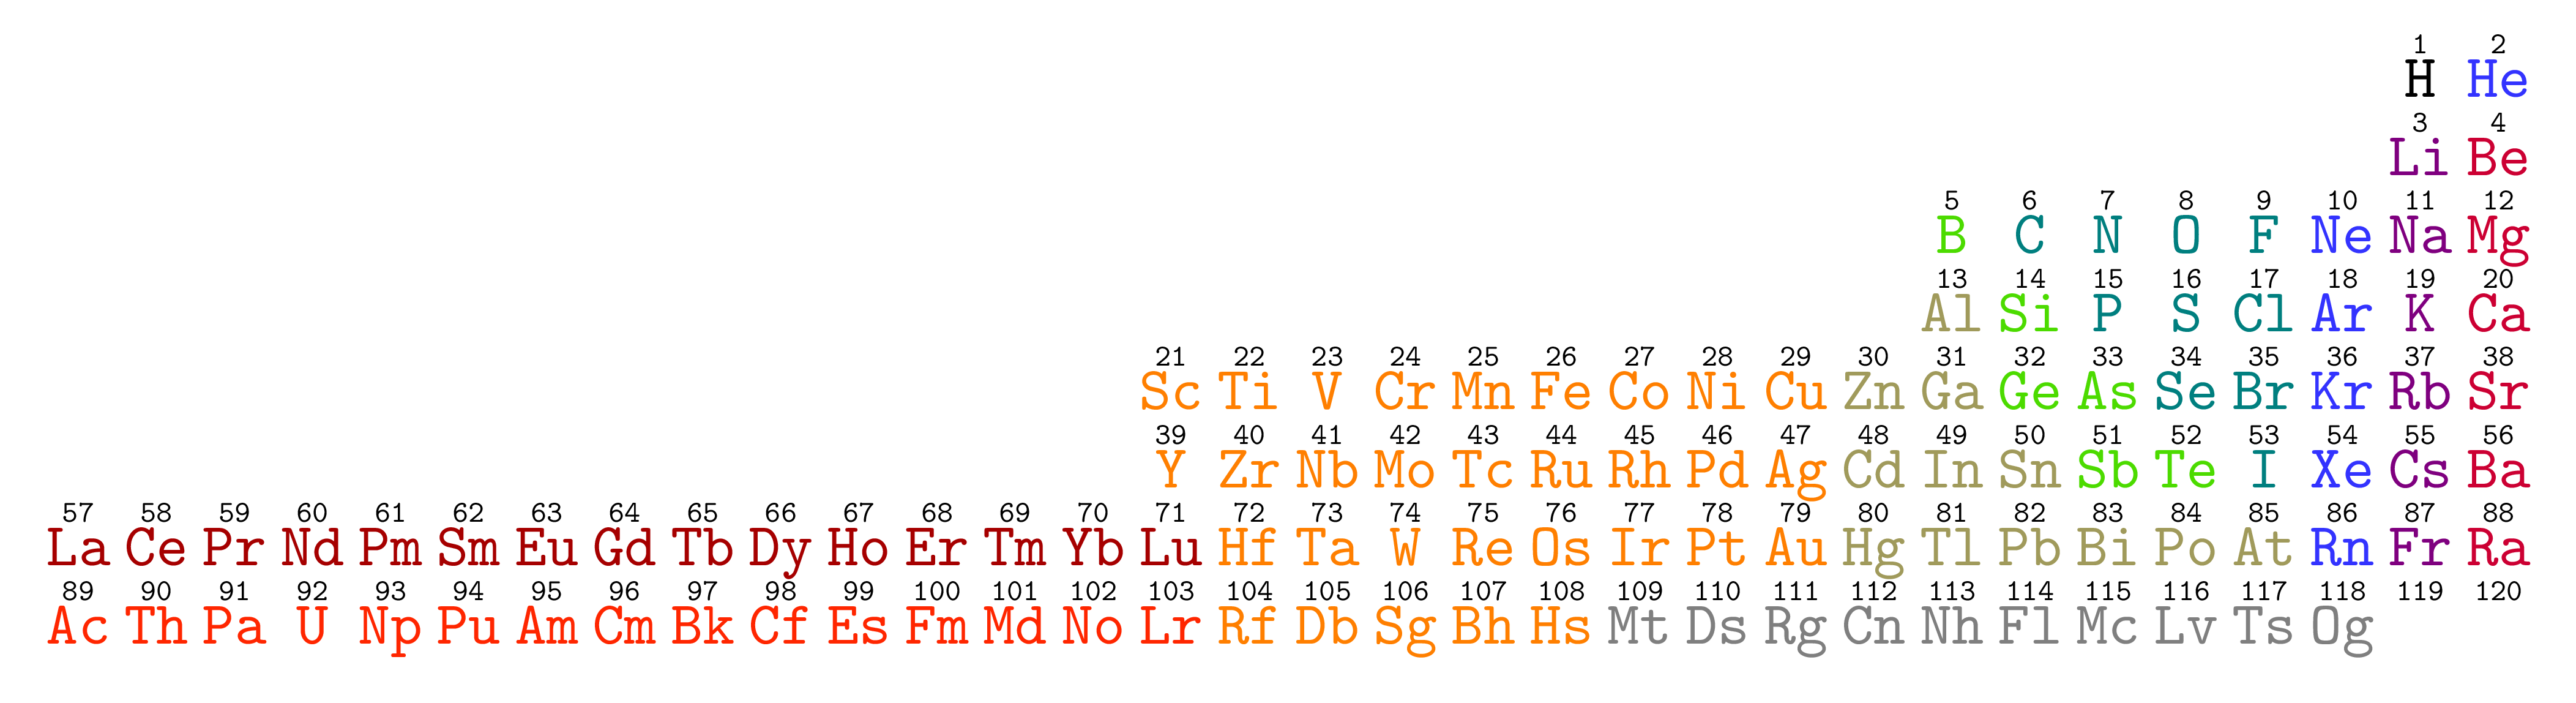 1 2
H He
3 4
Li Be
5 6 7 8 9 10 11 12
B C N O F Ne Na Mg
13 14 15 16 17 18 19 20
Al Si P S Cl Ar K Ca
21 22 23 24 25 26 27 28 29 30 31 32 33 34 35 36 37 38
Sc Ti V Cr Mn Fe Co Ni Cu Zn Ga Ge As Se Br Kr Rb Sr
39 40 41 42 43 44 45 46 47 48 49 50 51 52 53 54 55 56
Y Zr Nb Mo Tc Ru Rh Pd Ag Cd In Sn Sb Te I Xe Cs Ba
57 58 59 60 61 62 63 64 65 66 67 68 69 70 71 72 73 74 75 76 77 78 79 80 81 82 83 84 85 86 87 88
La Ce Pr Nd Pm Sm Eu Gd Tb Dy Ho Er Tm Yb Lu Hf Ta W Re Os Ir Pt Au Hg Tl Pb Bi Po At Rn Fr Ra
89 90 91 92 93 94 95 96 97 98 99 100 101 102 103 104 105 106 107 108 109 110 111 112 113 114 115 116 117 118 119 120
Ac Th Pa U Np Pu Am Cm Bk Cf Es Fm Md No Lr Rf Db Sg Bh Hs Mt Ds Rg Cn Nh Fl Mc Lv Ts Og